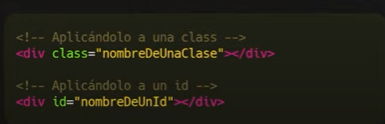 <!-- Aplicándolo a una class -->
<div class="nombreDeUnaClase"></div>
<!-- Aplicándolo a un id -->
<div id="nombreDeUnId"></div>